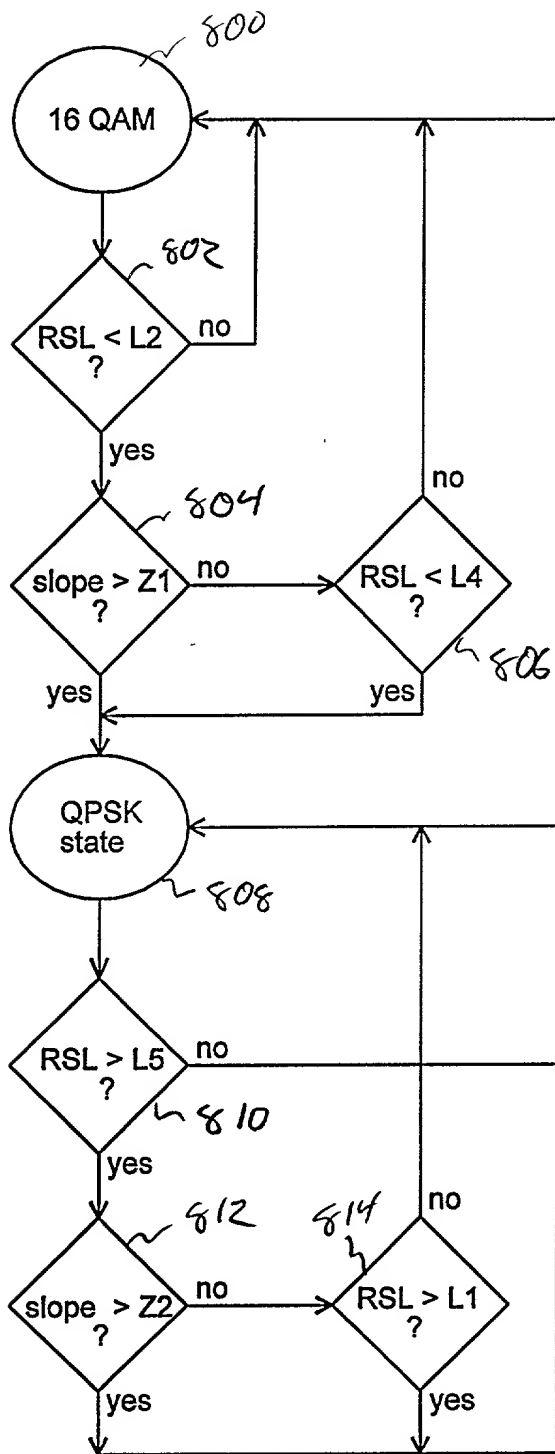 800
16 QAM
802
RSL < L2
?
no
yes
804
slope > Z1
?
no
yes
RSL < L4
?
no
yes
806
QPSK
state
808
RSL > L5
?
no
810
yes
812
slope > Z2
?
no
yes
814
RSL > L1
?
no
yes